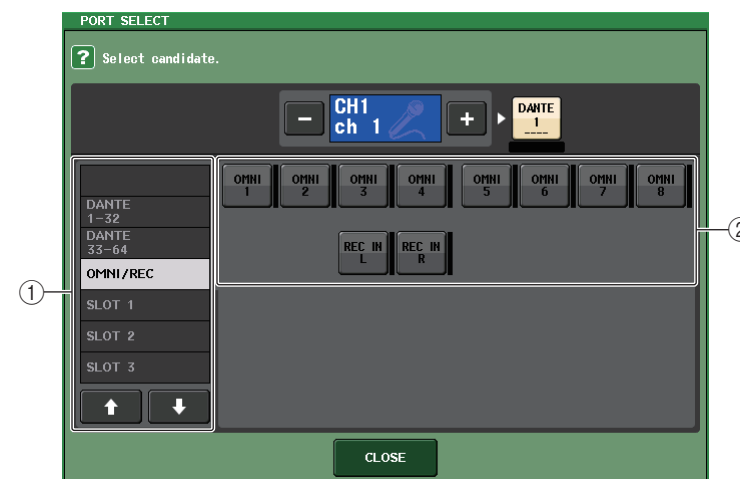 PORT SELECT
? Select candidate.
−
CH1
ch 1
+
DANTE
1
----
DANTE
1-32
DANTE
33-64
OMNI/REC
SLOT 1
SLOT 2
SLOT 3
OMNI
1
OMNI
2
OMNI
3
OMNI
4
OMNI
5
OMNI
6
OMNI
7
OMNI
8
REC IN
L
REC IN
R
①
②
CLOSE